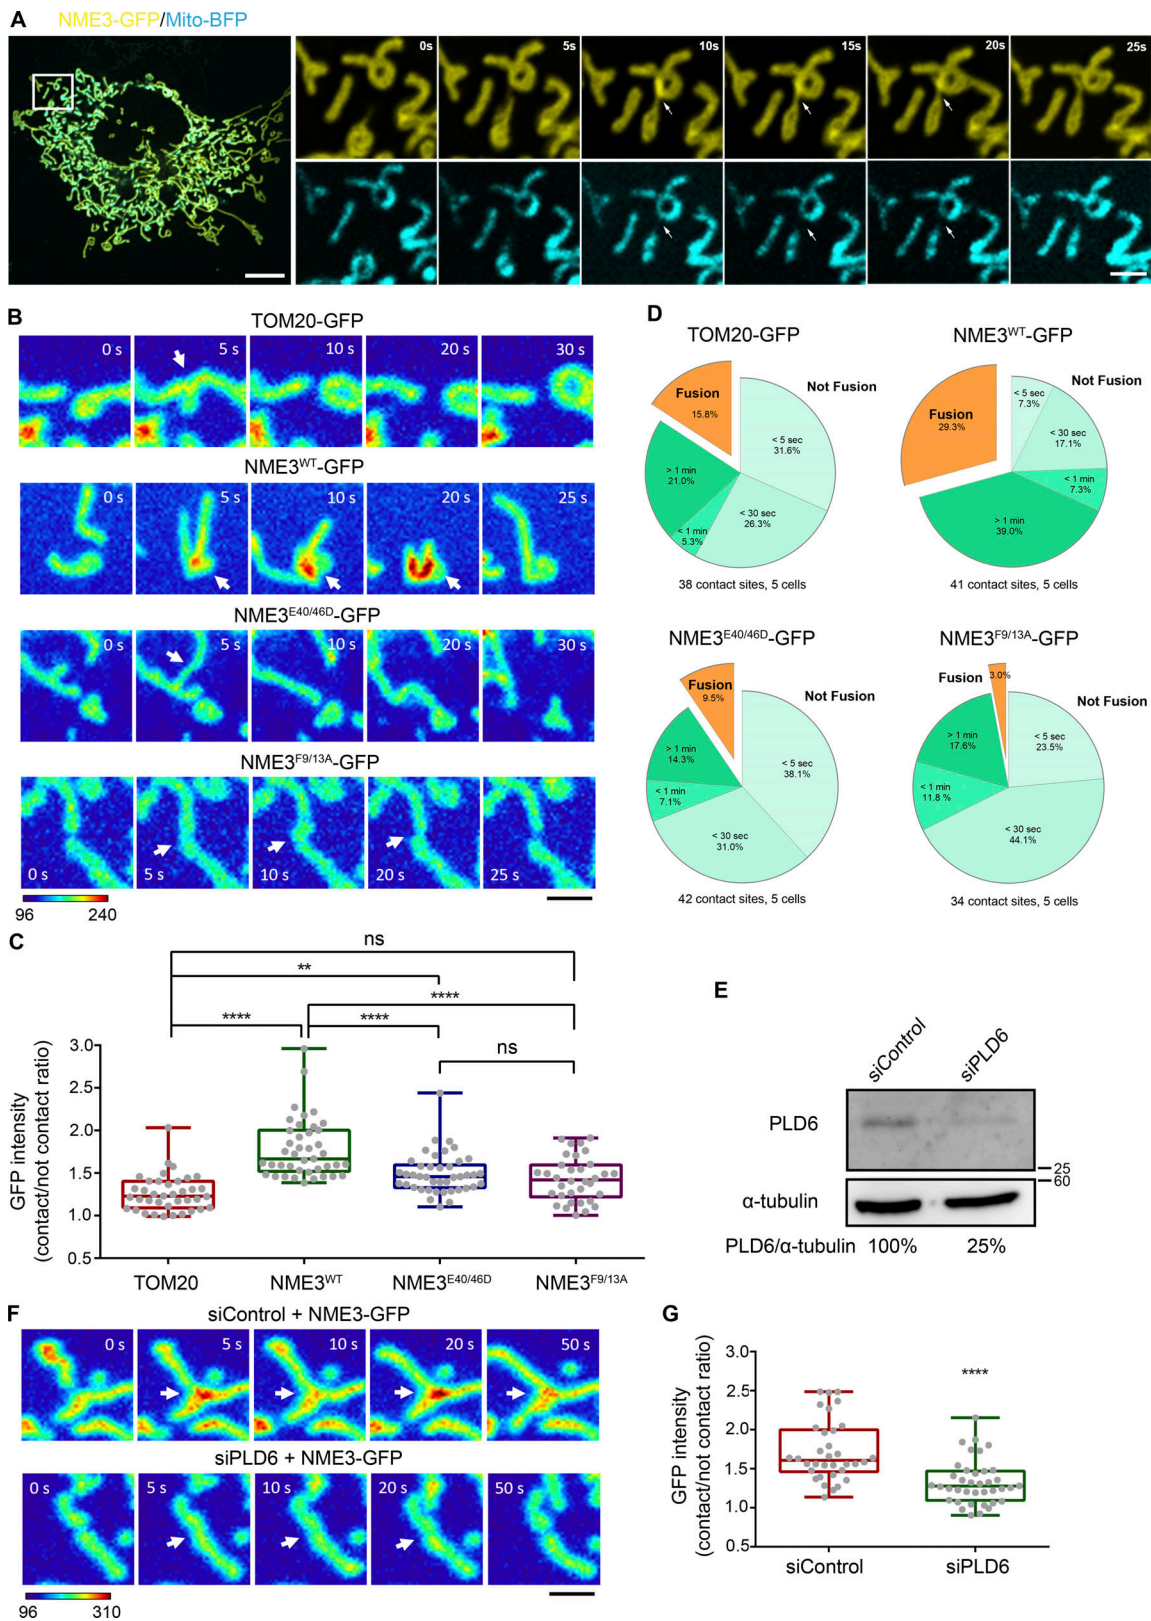 A
NME3-GFP/Mito-BFP
0s
5s
10s
15s
20s
25s
B
TOM20-GFP
0 s
5 s
10 s
20 s
30 s
NME3WT-GFP
0 s
5 s
10 s
20 s
25 s
NME3E40/46D-GFP
0 s
5 s
10 s
20 s
30 s
NME3F9/13A-GFP
0 s
5 s
10 s
20 s
25 s
96
240
D
TOM20-GFP
Fusion
15.8%
Not Fusion
< 5 sec
31.6%
< 30 sec
26.3%
< 1 min
5.3%
> 1 min
21.0%
38 contact sites, 5 cells
NME3WT-GFP
Fusion
29.3%
Not Fusion
< 5 sec
7.3%
< 30 sec
17.1%
< 1 min
7.3%
> 1 min
39.0%
41 contact sites, 5 cells
NME3E40/46D-GFP
Fusion
9.5%
Not Fusion
< 5 sec
38.1%
< 30 sec
31.0%
< 1 min
7.1%
> 1 min
14.3%
42 contact sites, 5 cells
NME3F9/13A-GFP
Fusion
3.0%
Not Fusion
< 5 sec
23.5%
< 30 sec
44.1%
< 1 min
11.8 %
> 1 min
17.6%
34 contact sites, 5 cells
C
ns
**
****
****
****
ns
GFP intensity
(contact/not contact ratio)
3.0
2.5
2.0
1.5
1.0
0.5
TOM20
NME3WT
NME3E40/46D
NME3F9/13A
E
siControl
siPLD6
PLD6
25
60
α-tubulin
PLD6/α-tubulin
100%
25%
F
siControl + NME3-GFP
0 s
5 s
10 s
20 s
50 s
siPLD6 + NME3-GFP
0 s
5 s
10 s
20 s
50 s
96
310
G
GFP intensity
(contact/not contact ratio)
3.0
2.5
2.0
1.5
1.0
0.5
****
siControl
siPLD6